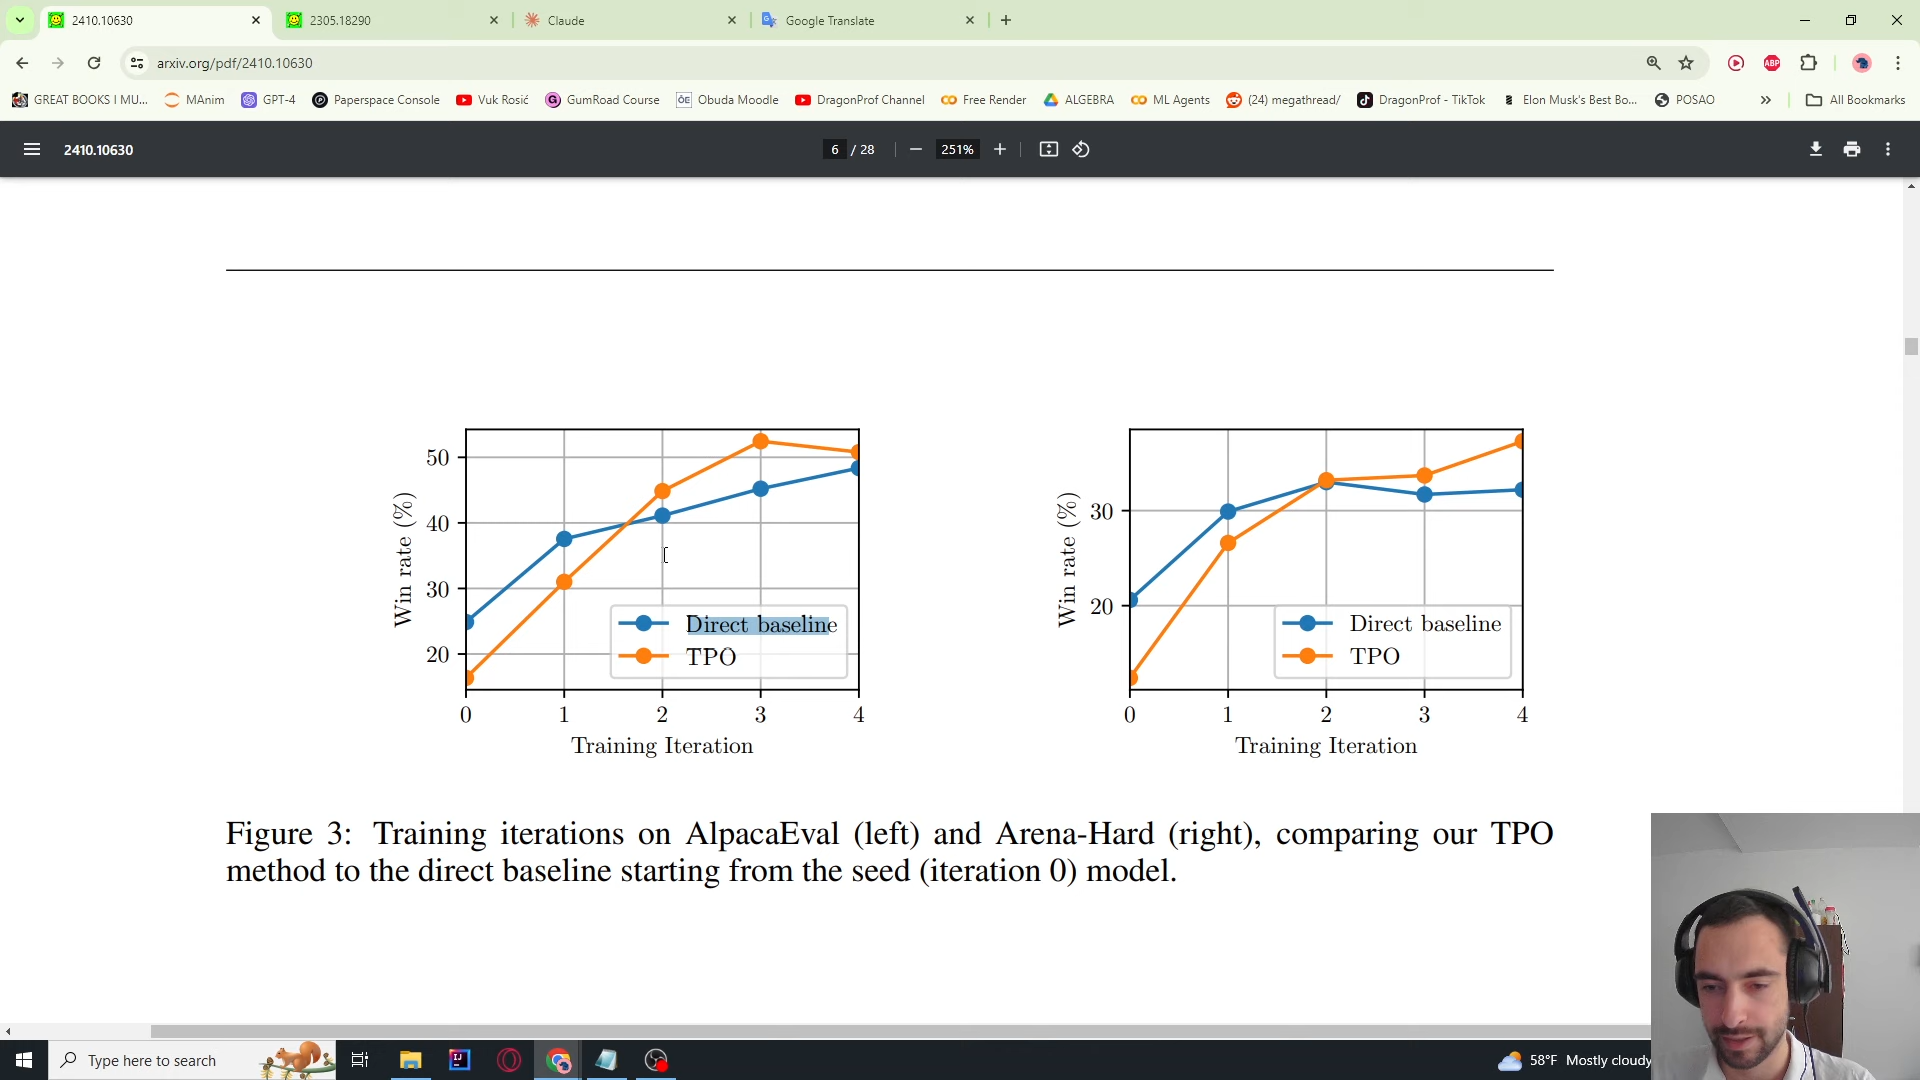 2410.10630
2305.18290
Claude
Google Translate
arxiv.org/pdf/2410.10630
GREAT BOOKS I MU...
MAnim
GPT-4
Paperspace Console
Vuk Rosić
GumRoad Course
Obuda Moodle
DragonProf Channel
Free Render
ALGEBRA
ML Agents
(24) megathread/
DragonProf - TikTok
Elon Musk's Best Bo...
POSAO
All Bookmarks
2410.10630
6 / 28
251%
Win rate (%)
50
40
30
20
Direct baseline
TPO
0 1 2 3 4
Training Iteration
Win rate (%)
30
20
Direct baseline
TPO
0 1 2 3 4
Training Iteration
Figure 3: Training iterations on AlpacaEval (left) and Arena-Hard (right), comparing our TPO
method to the direct baseline starting from the seed (iteration 0) model.
Type here to search
58°F Mostly cloudy